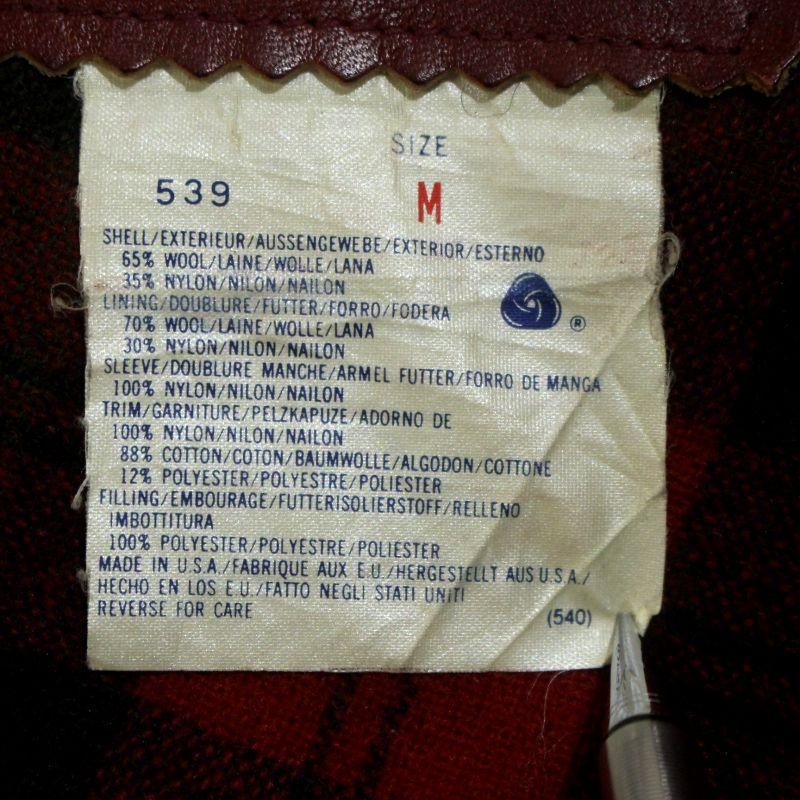 SIZE
539 M
SHELL/EXTERIEUR/AUSSENGEWEBE/EXTERIOR/ESTERNO
65% WOOL/LAINE/WOLLE/LANA
35% NYLON/NILON/NAILON
LINING/DOUBLURE/FUTTER/FORRO/FODERA
70% WOOL/LAINE/WOLLE/LANA
30% NYLON/NILON/NAILON
®
SLEEVE/DOUBLURE MANCHE/ARMEL FUTTER/FORRO DE MANGA
100% NYLON/NILON/NAILON
TRIM/GARNITURE/PELZKAPUZE/ADORNO DE
100% NYLON/NILON/NAILON
88% COTTON/COTON/BAUMWOLLE/ALGODON/COTTONE
12% POLYESTER/POLYESTRE/POLIESTER
FILLING/EMBOURAGE/FUTTERISOLIERSTOFF/RELLENO
IMBOTTITURA
100% POLYESTER/POLYESTRE/POLIESTER
MADE IN U.S.A./FABRIQUE AUX E.U./HERGESTELLT AUS U.S.A./
HECHO EN LOS E.U./FATTO NEGLI STATI UNITI
REVERSE FOR CARE (540)